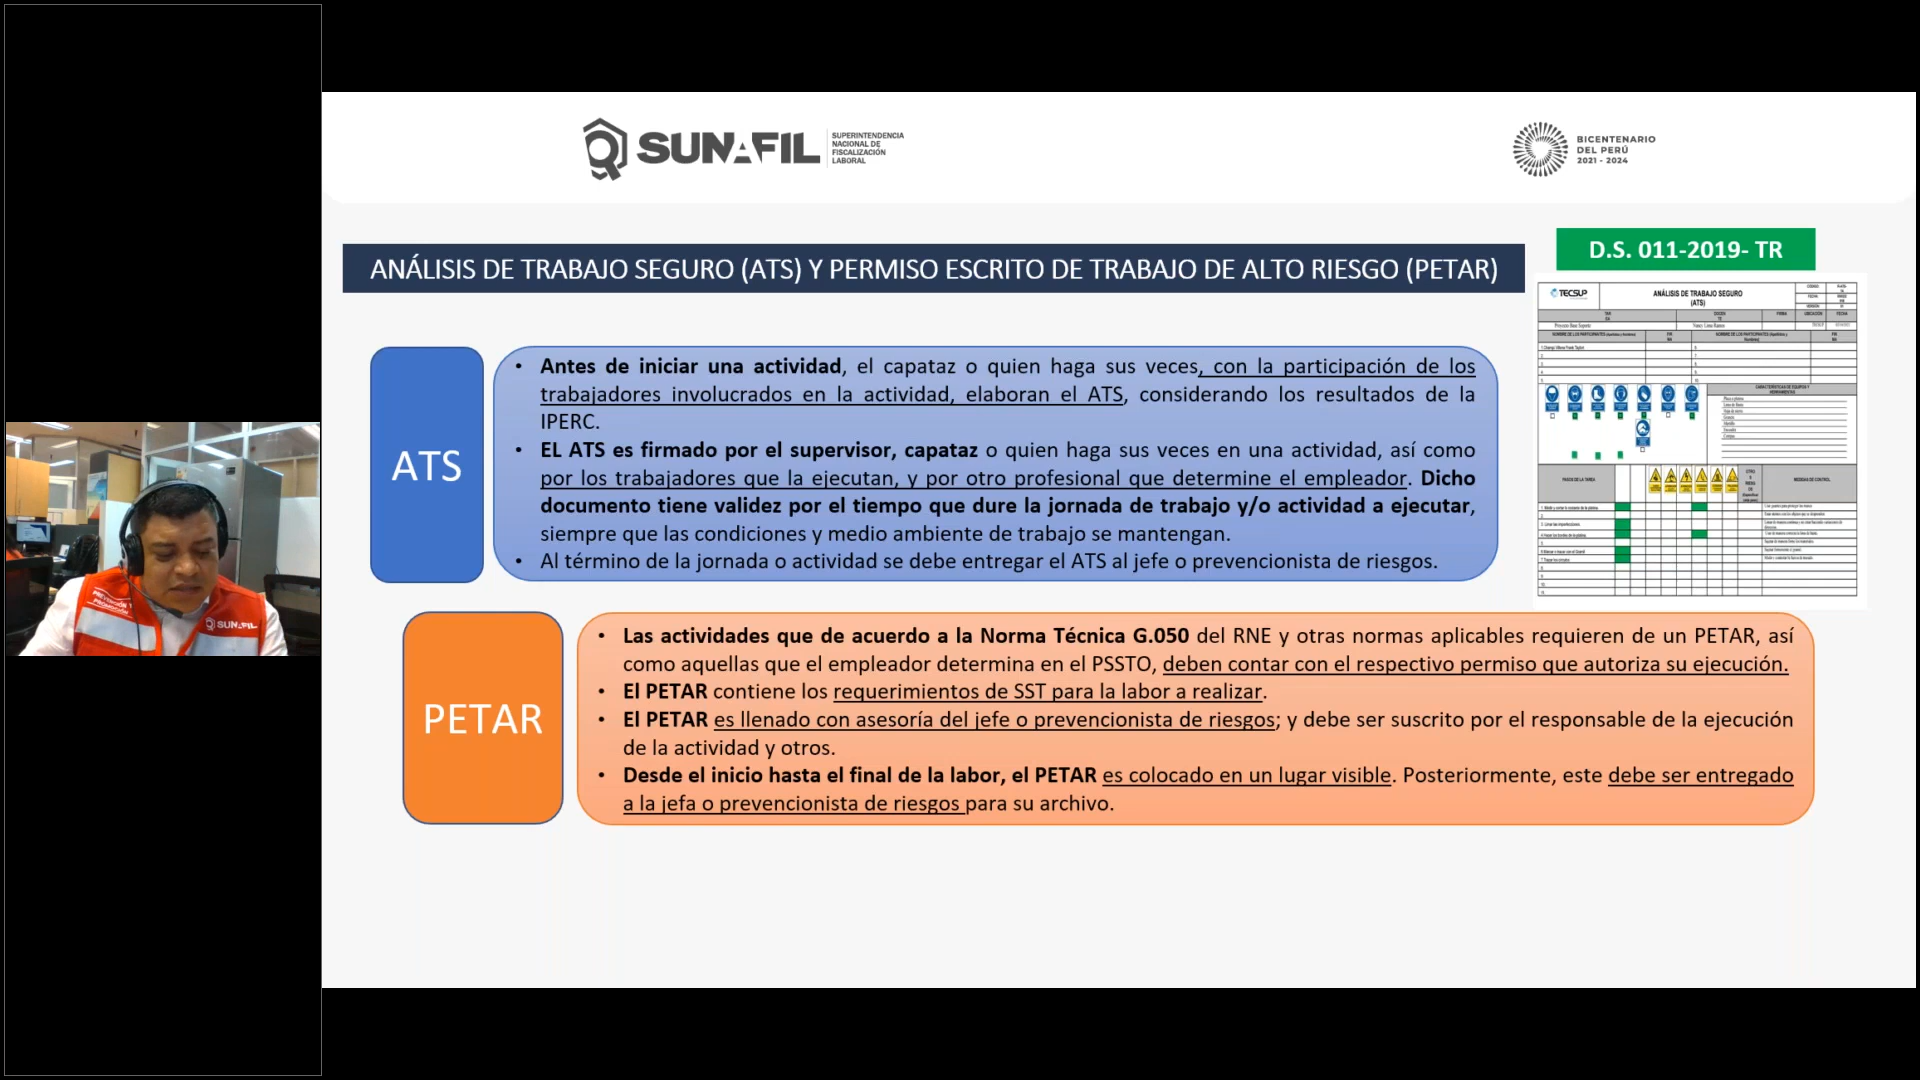 SUNAFIL
SUPERINTENDENCIA
NACIONAL DE
FISCALIZACIÓN
LABORAL
BICENTENARIO
DEL PERÚ
2021 - 2024
ANÁLISIS DE TRABAJO SEGURO (ATS) Y PERMISO ESCRITO DE TRABAJO DE ALTO RIESGO (PETAR)
D.S. 011-2019- TR
TECSUP
ANÁLISIS DE TRABAJO SEGURO
(ATS)
PASOS DE LA TAREA
MEDIDAS DE CONTROL
ATS
• Antes de iniciar una actividad, el capataz o quien haga sus veces, con la participación de los
trabajadores involucrados en la actividad, elaboran el ATS, considerando los resultados de la
IPERC.
• EL ATS es firmado por el supervisor, capataz o quien haga sus veces en una actividad, así como
por los trabajadores que la ejecutan, y por otro profesional que determine el empleador. Dicho
documento tiene validez por el tiempo que dure la jornada de trabajo y/o actividad a ejecutar,
siempre que las condiciones y medio ambiente de trabajo se mantengan.
• Al término de la jornada o actividad se debe entregar el ATS al jefe o prevencionista de riesgos.
PREVENCIÓN Y
PROMOCIÓN
SUNAFIL
PETAR
• Las actividades que de acuerdo a la Norma Técnica G.050 del RNE y otras normas aplicables requieren de un PETAR, así
como aquellas que el empleador determina en el PSSTO, deben contar con el respectivo permiso que autoriza su ejecución.
• El PETAR contiene los requerimientos de SST para la labor a realizar.
• El PETAR es llenado con asesoría del jefe o prevencionista de riesgos; y debe ser suscrito por el responsable de la ejecución
de la actividad y otros.
• Desde el inicio hasta el final de la labor, el PETAR es colocado en un lugar visible. Posteriormente, este debe ser entregado
a la jefa o prevencionista de riesgos para su archivo.